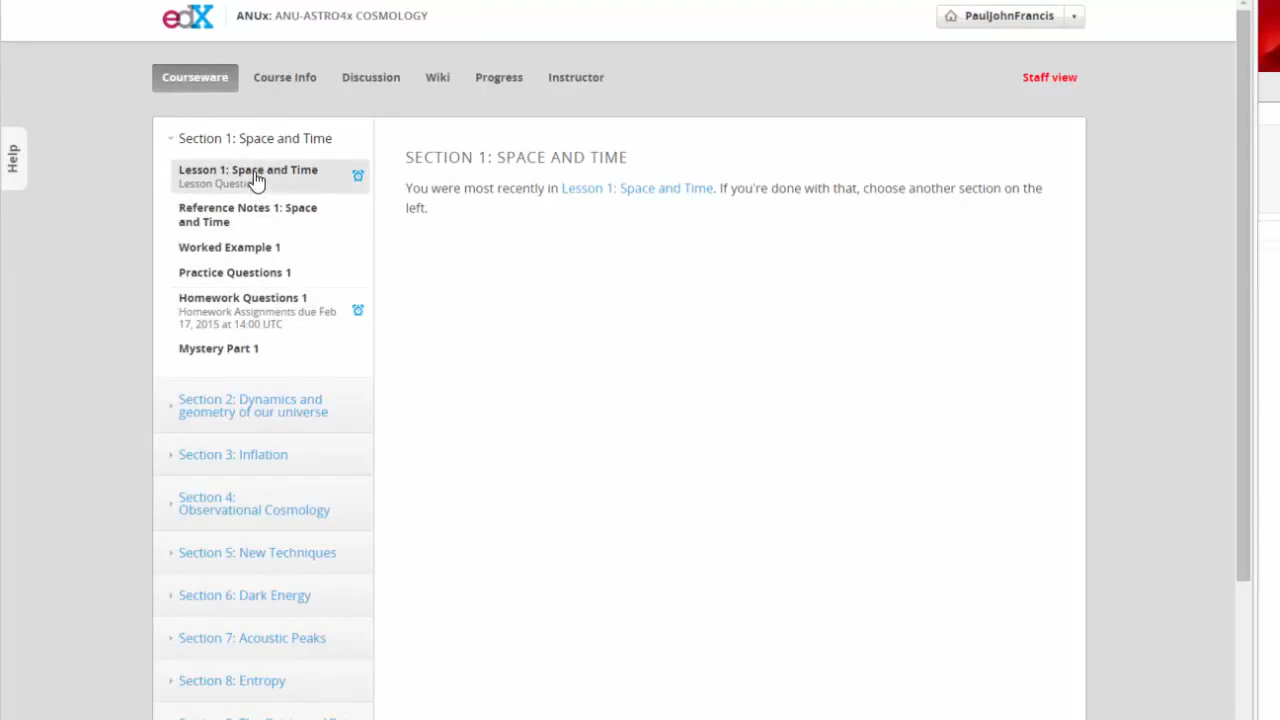 edX
ANUx: ANU-ASTRO4x COSMOLOGY
PaulJohnFrancis
Courseware
Course Info
Discussion
Wiki
Progress
Instructor
Staff view
Help
Section 1: Space and Time
Lesson 1: Space and Time
Lesson
Reference Notes 1: Space
and Time
Worked Example 1
Practice Questions 1
Homework Questions 1
Homework Assignments due Feb
17, 2015 at 14:00 UTC
Mystery Part 1
Section 2: Dynamics and
geometry of our universe
Section 3: Inflation
Section 4:
Observational Cosmology
Section 5: New Techniques
Section 6: Dark Energy
Section 7: Acoustic Peaks
Section 8: Entropy
SECTION 1: SPACE AND TIME
You were most recently in Lesson 1: Space and Time. If you're done with that, choose another section on the
left.